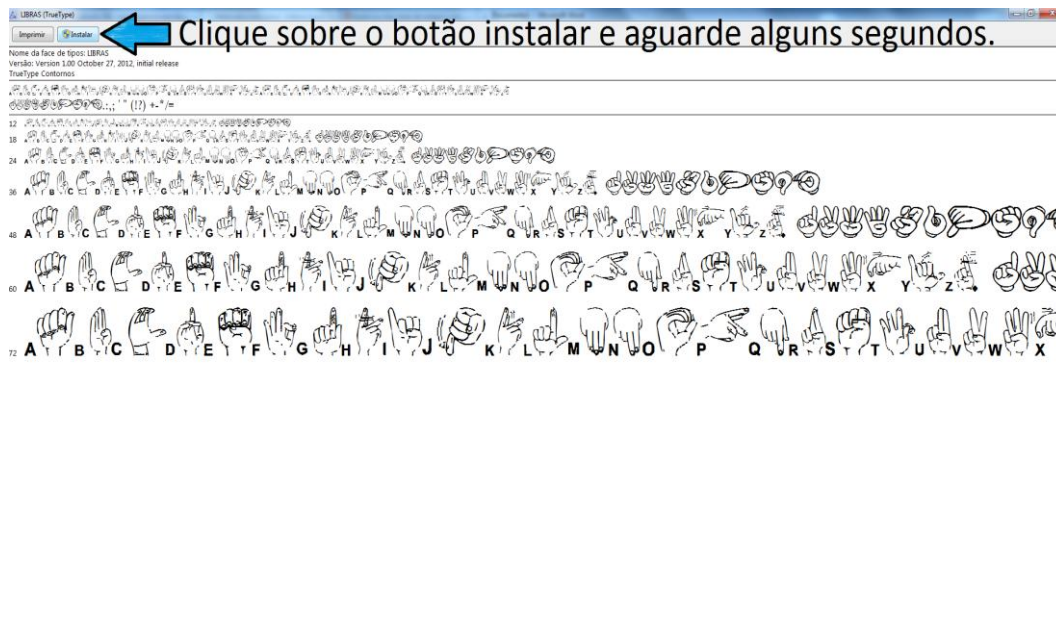 LIBRAS (TrueType)
Imprimir Instalar Clique sobre o botão instalar e aguarde alguns segundos.
Nome da face de tipos: LIBRAS
Versão: Version 1.00 October 27, 2012, initial release
TrueType Contornos
.:,;'" (!?) +-*/=
12
18
24
36 A B C D E F G H I J K L M N O P Q R S T U V W X Y Z
48 A B C D E F G H I J K L M N O P Q R S T U V W X Y Z
60 A B C D E F G H I J K L M N O P Q R S T U V W X Y Z
72 A B C D E F G H I J K L M N O P Q R S T U V W X